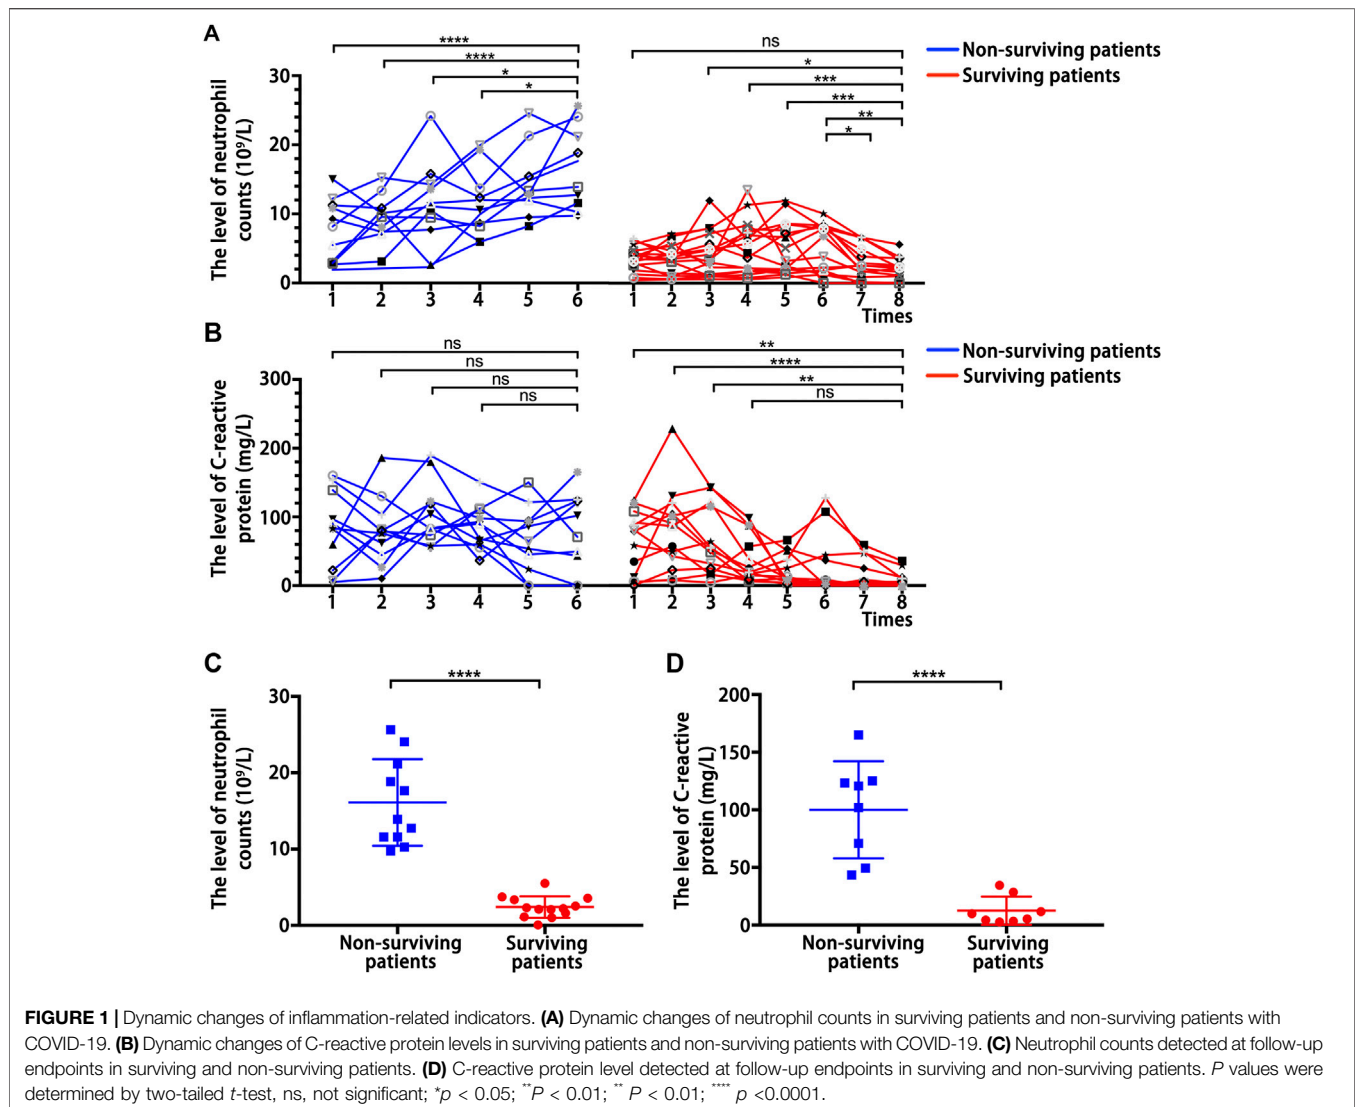 A
****
****
*
*
ns
*
***
***
**
*
Non-surviving patients
Surviving patients
The level of neutrophil
counts (10⁹/L)
30
20
10
0
1 2 3 4 5 6
1 2 3 4 5 6 7 8
Times
B
ns
ns
ns
ns
**
****
**
ns
Non-surviving patients
Surviving patients
The level of C-reactive
protein (mg/L)
300
200
100
0
1 2 3 4 5 6
1 2 3 4 5 6 7 8
Times
C
****
The level of neutrophil
counts (10⁹/L)
30
20
10
0
Non-surviving
patients
Surviving
patients
D
****
The level of C-reactive
protein (mg/L)
200
150
100
50
0
Non-surviving
patients
Surviving
patients
FIGURE 1 | Dynamic changes of inflammation-related indicators. (A) Dynamic changes of neutrophil counts in surviving patients and non-surviving patients with
COVID-19. (B) Dynamic changes of C-reactive protein levels in surviving patients and non-surviving patients with COVID-19. (C) Neutrophil counts detected at follow-up
endpoints in surviving and non-surviving patients. (D) C-reactive protein level detected at follow-up endpoints in surviving and non-surviving patients. P values were
determined by two-tailed t-test, ns, not significant; *p < 0.05; **P < 0.01; ** P < 0.01; **** p <0.0001.